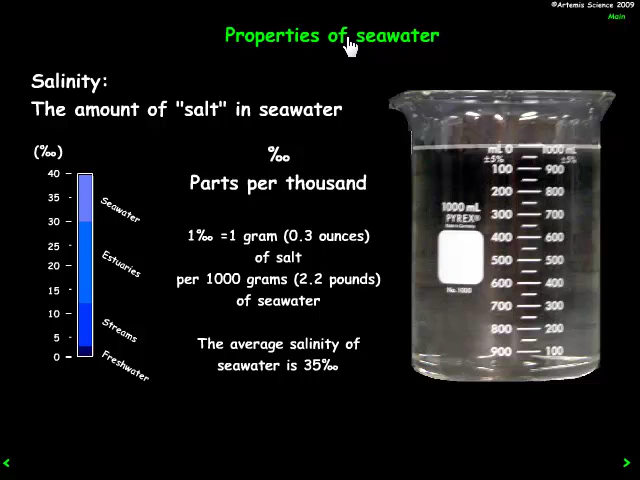 ©Artemis Science 2009
Main
Properties of seawater
Salinity:
The amount of "salt" in seawater
(‰)
40
35
30
25
20
10
5
0
Seawater
Estuaries
Streams
Freshwater
‰
Parts per thousand
1‰ =1 gram (0.3 ounces)
of salt
per 1000 grams (2.2 pounds)
of seawater
The average salinity of
seawater is 35‰
mL 0 1000 mL
±5% ±5%
100 900
200 800
300 700
400 600
500 500
600 400
700 300
800 200
900 100
1000 mL
PYREX®
No. 1000
< >